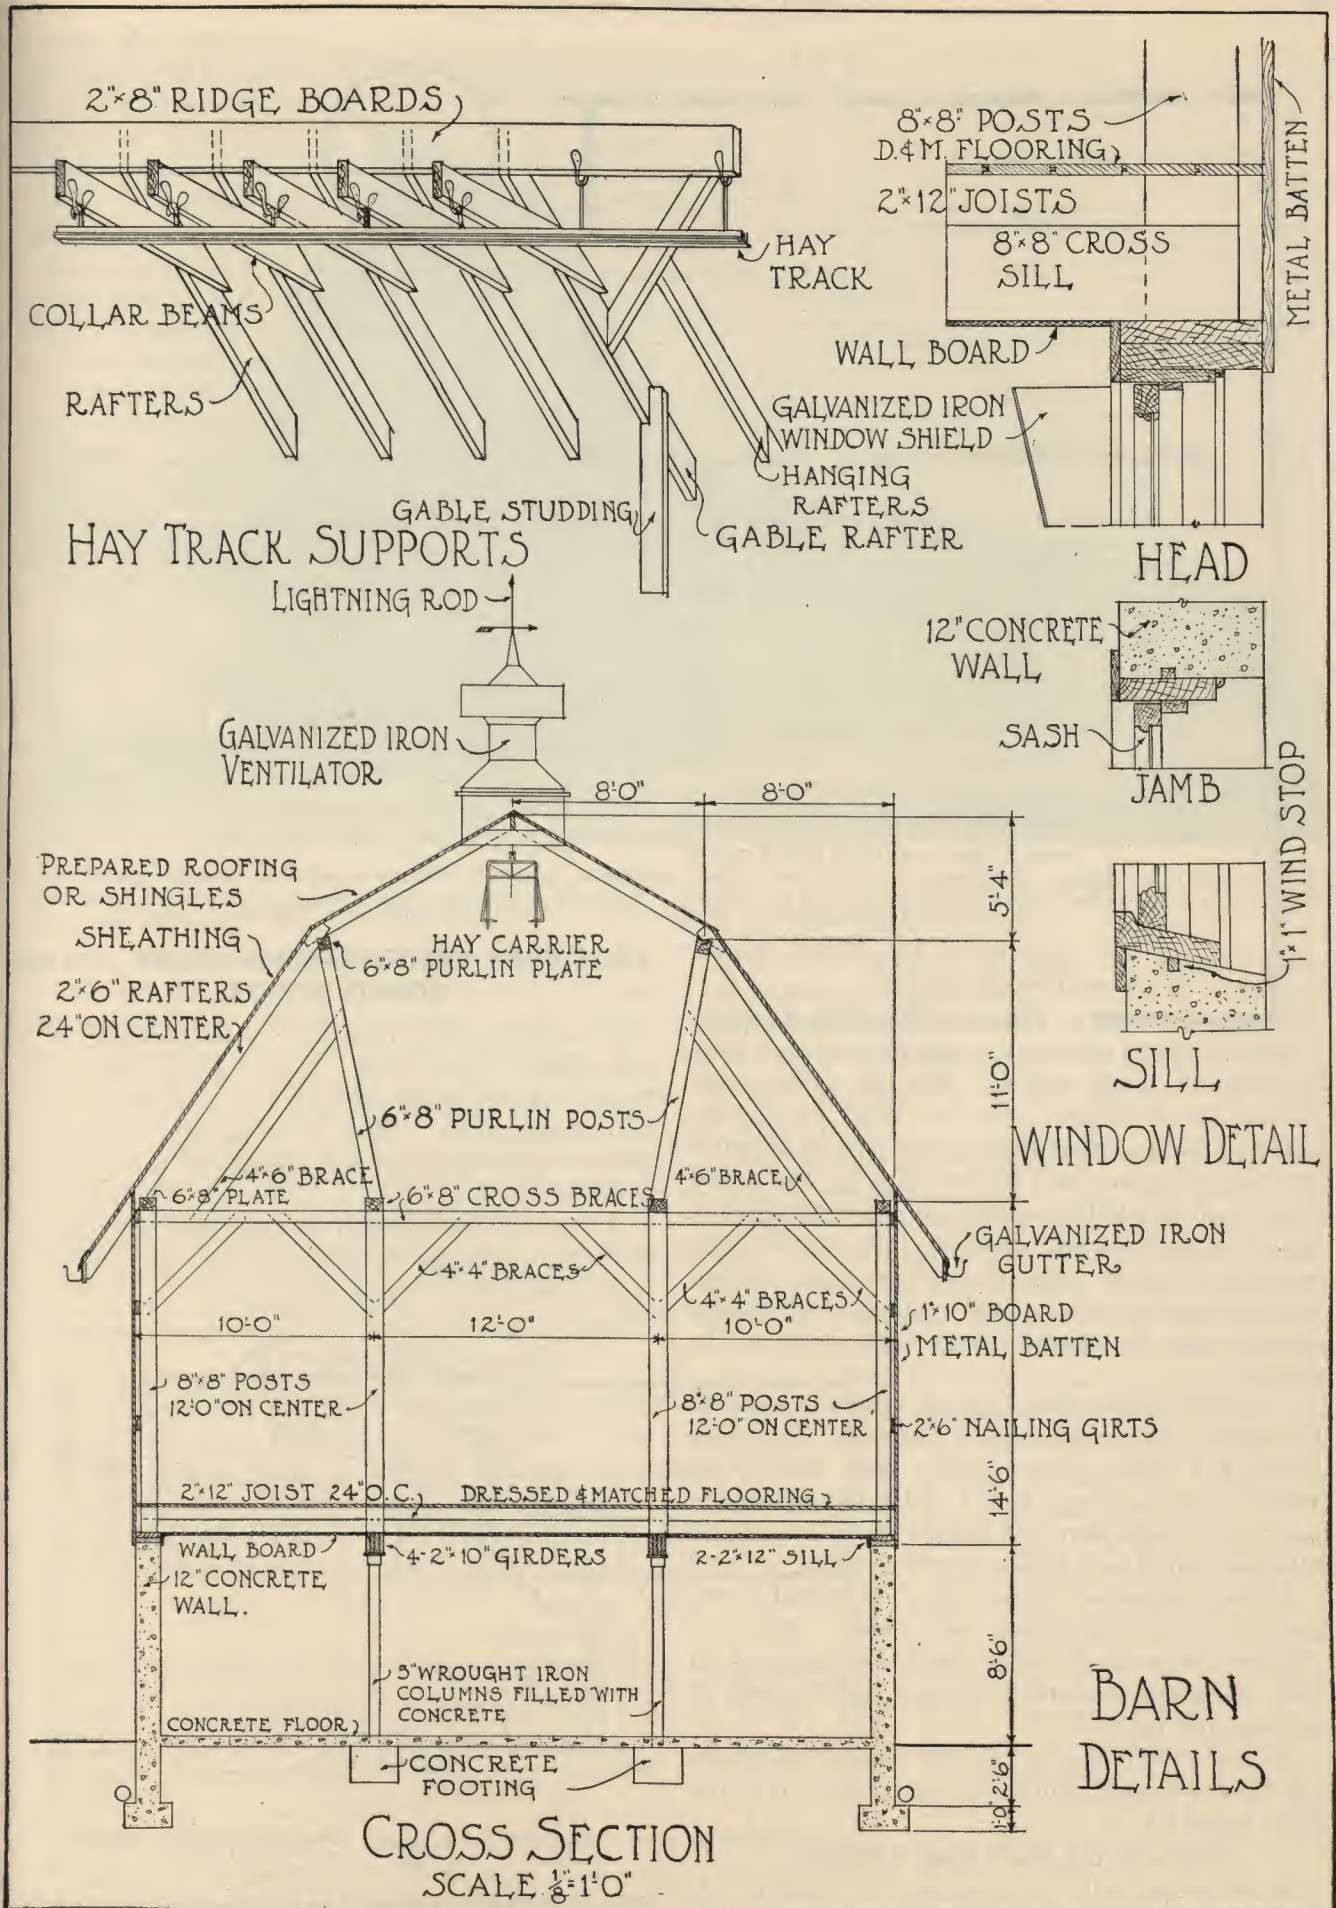 2"×8" RIDGE BOARDS
COLLAR BEAMS
RAFTERS
HAY
TRACK
GABLE STUDDING
HANGING
RAFTERS
GABLE RAFTER
HAY TRACK SUPPORTS
8"×8" POSTS
D.&M. FLOORING
2"×12" JOISTS
8"×8" CROSS
SILL
METAL BATTEN
WALL BOARD
GALVANIZED IRON
WINDOW SHIELD
HEAD
12" CONCRETE
WALL
SASH
JAMB
1"×1" WIND STOP
SILL
WINDOW DETAIL
LIGHTNING ROD
GALVANIZED IRON
VENTILATOR
8'-0"
8'-0"
PREPARED ROOFING
OR SHINGLES
SHEATHING
2"×6" RAFTERS
24" ON CENTER
HAY CARRIER
6"×8" PURLIN PLATE
5'-4"
11'-0"
6"×8" PURLIN POSTS
4"×6" BRACE
6"×8" PLATE
6"×8" CROSS BRACES
4"×6" BRACE
GALVANIZED IRON
GUTTER
4"×4" BRACES
4"×4" BRACES
1"×10" BOARD
METAL BATTEN
10'-0"
12'-0"
10'-0"
8"×8" POSTS
12'-0" ON CENTER
8"×8" POSTS
12'-0" ON CENTER
2"×6" NAILING GIRTS
14'-6"
2"×12" JOIST 24" O.C.
DRESSED & MATCHED FLOORING
WALL BOARD
4-2"×10" GIRDERS
2-2"×12" SILL
12" CONCRETE
WALL.
8'-6"
5" WROUGHT IRON
COLUMNS FILLED WITH
CONCRETE
CONCRETE FLOOR
CONCRETE
FOOTING
2'-6"
1'-0"
BARN
DETAILS
CROSS SECTION
SCALE 1/8"=1'-0"